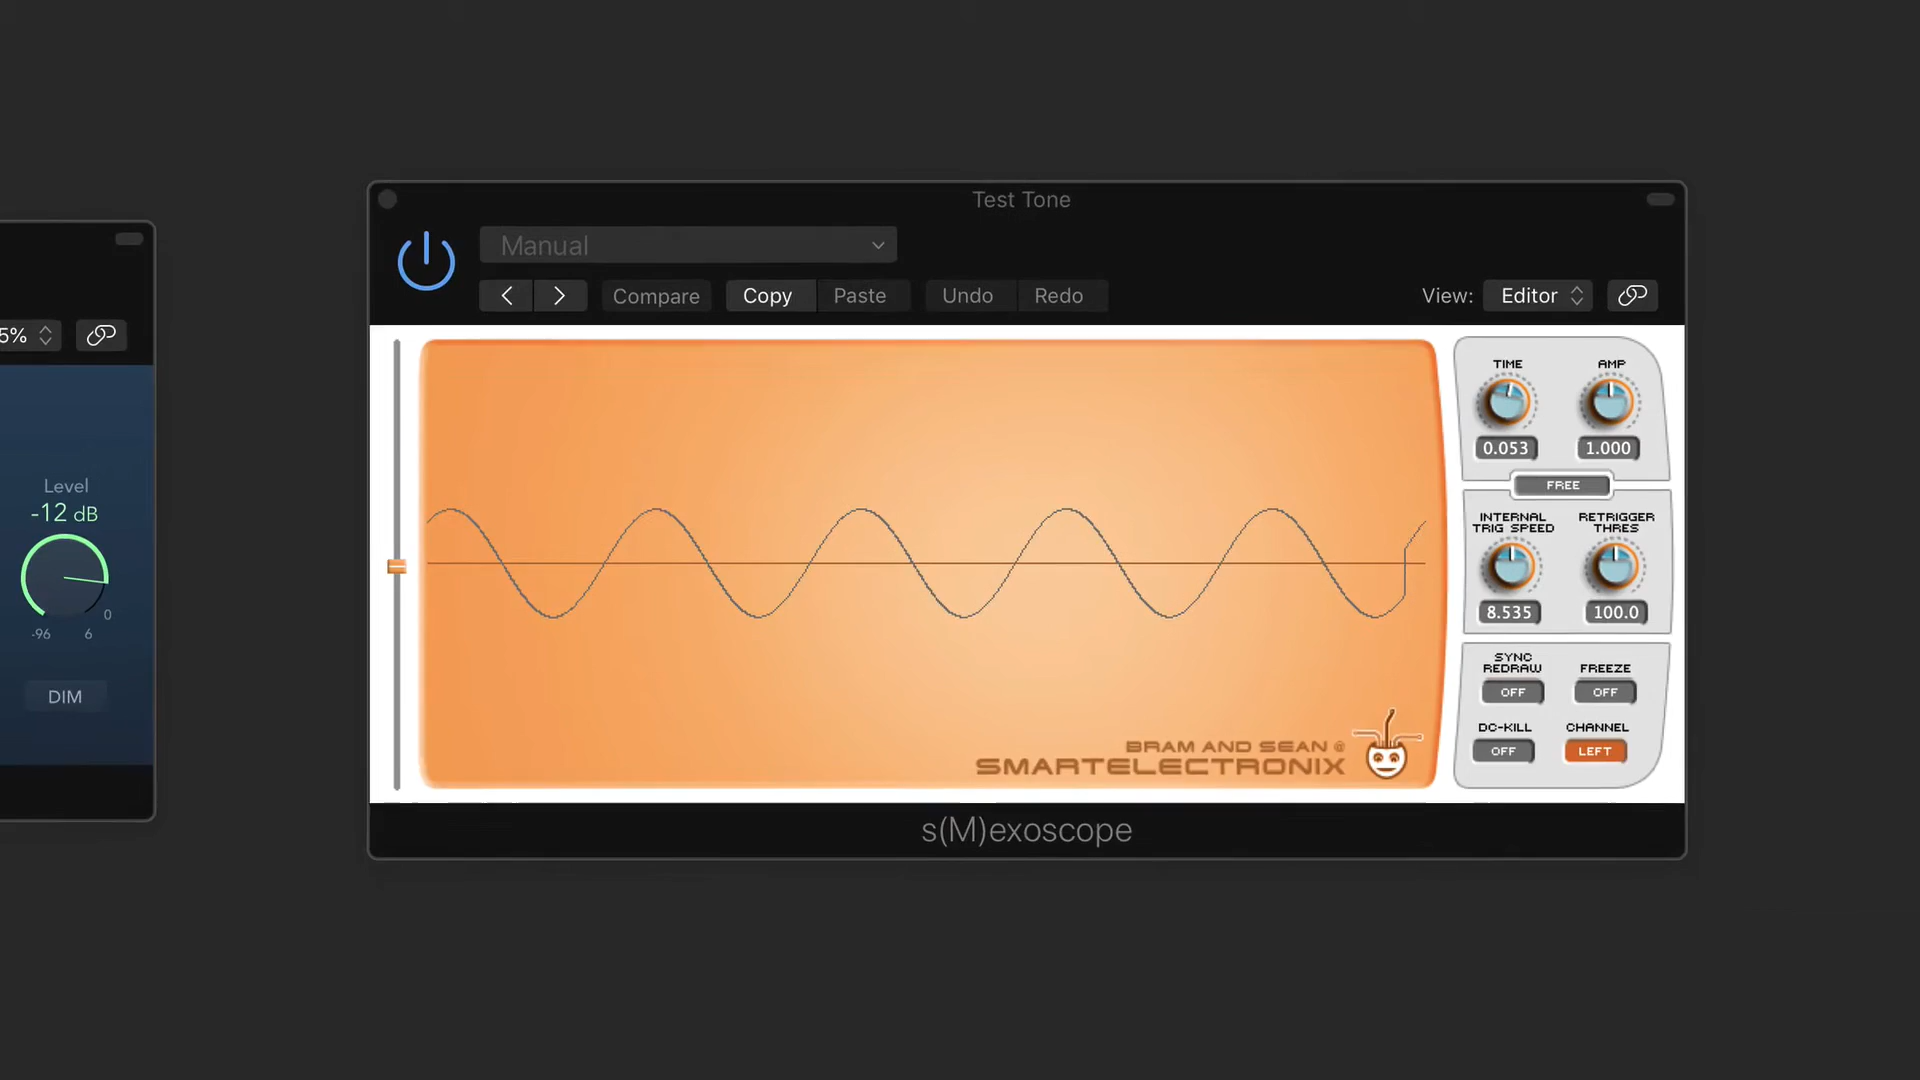 Test Tone
Manual
Compare Copy Paste Undo Redo View: Editor
5%
TIME AMP
0.053 1.000
FREE
Level
-12 dB
0
-96 6
DIM
INTERNAL TRIG SPEED
RETRIGGER THRES
8.535 100.0
SYNC REDRAW
FREEZE
OFF OFF
DC-KILL CHANNEL
OFF LEFT
BRAM AND SEAN @
SMARTELECTRONIX
s(M)exoscope